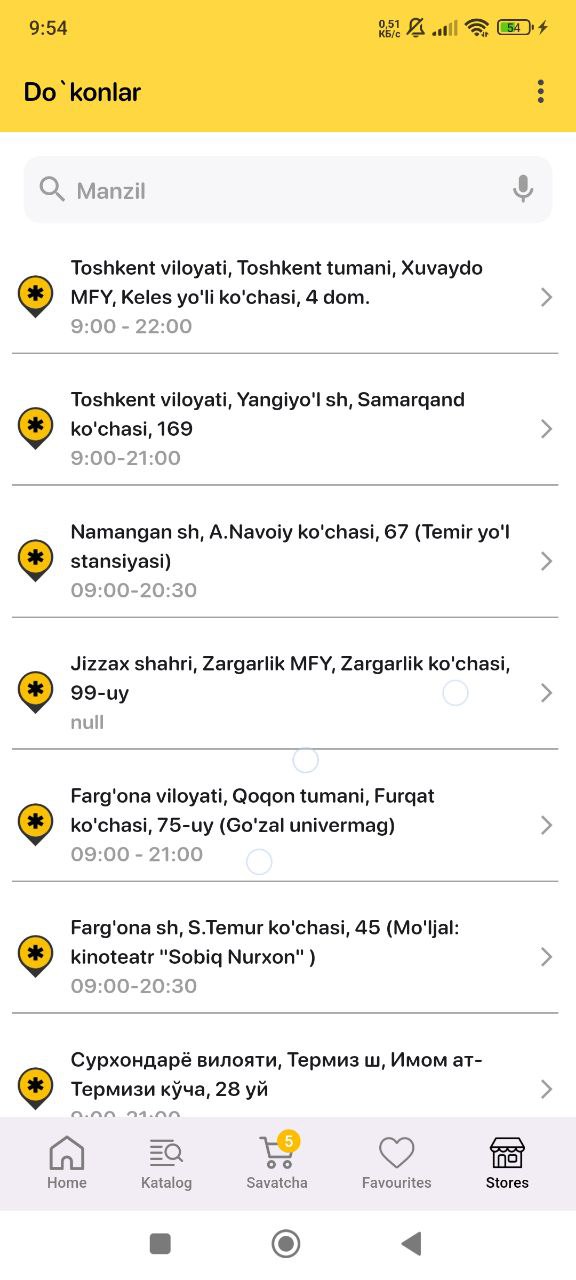 9:54
0,51
КБ/с
54
Do`konlar
Manzil
Toshkent viloyati, Toshkent tumani, Xuvaydo
MFY, Keles yo'li ko'chasi, 4 dom.
9:00 - 22:00
Toshkent viloyati, Yangiyo'l sh, Samarqand
ko'chasi, 169
9:00-21:00
Namangan sh, A.Navoiy ko'chasi, 67 (Temir yo'l
stansiyasi)
09:00-20:30
Jizzax shahri, Zargarlik MFY, Zargarlik ko'chasi,
99-uy
null
Farg'ona viloyati, Qoqon tumani, Furqat
ko'chasi, 75-uy (Go'zal univermag)
09:00 - 21:00
Farg'ona sh, S.Temur ko'chasi, 45 (Mo'ljal:
kinoteatr "Sobiq Nurxon" )
09:00-20:30
Сурхондарё вилояти, Термиз ш, Имом ат-
Термизи кўча, 28 уй
9:00-21:00
5
Home
Katalog
Savatcha
Favourites
Stores